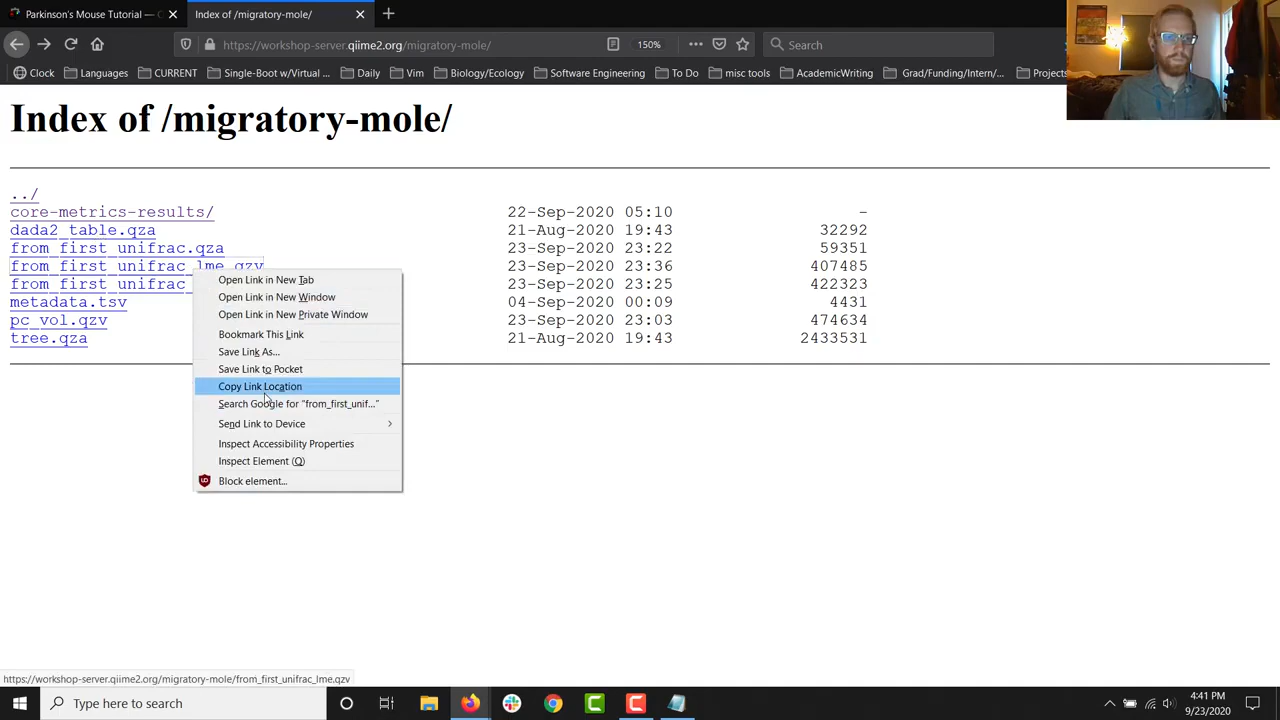 Parkinson's Mouse Tutorial —
Index of /migratory-mole/
https://workshop-server.qiime2.org/migratory-mole/
150%
Search
Clock
Languages
CURRENT
Single-Boot w/Virtual ...
Daily
Vim
Biology/Ecology
Software Engineering
To Do
misc tools
AcademicWriting
Grad/Funding/Intern/...
Projects
Index of /migratory-mole/
../
core-metrics-results/ 22-Sep-2020 05:10 -
dada2_table.qza 21-Aug-2020 19:43 32292
from_first_unifrac.qza 23-Sep-2020 23:22 59351
from_first_unifrac_lme.qzv 23-Sep-2020 23:36 407485
from_first_unifrac 23-Sep-2020 23:25 422323
metadata.tsv 04-Sep-2020 00:09 4431
pc_vol.qzv 23-Sep-2020 23:03 474634
tree.qza 21-Aug-2020 19:43 2433531
Open Link in New Tab
Open Link in New Window
Open Link in New Private Window
Bookmark This Link
Save Link As...
Save Link to Pocket
Copy Link Location
Search Google for "from_first_unif..."
Send Link to Device
Inspect Accessibility Properties
Inspect Element (Q)
Block element...
https://workshop-server.qiime2.org/migratory-mole/from_first_unifrac_lme.qzv
Type here to search
4:41 PM
9/23/2020